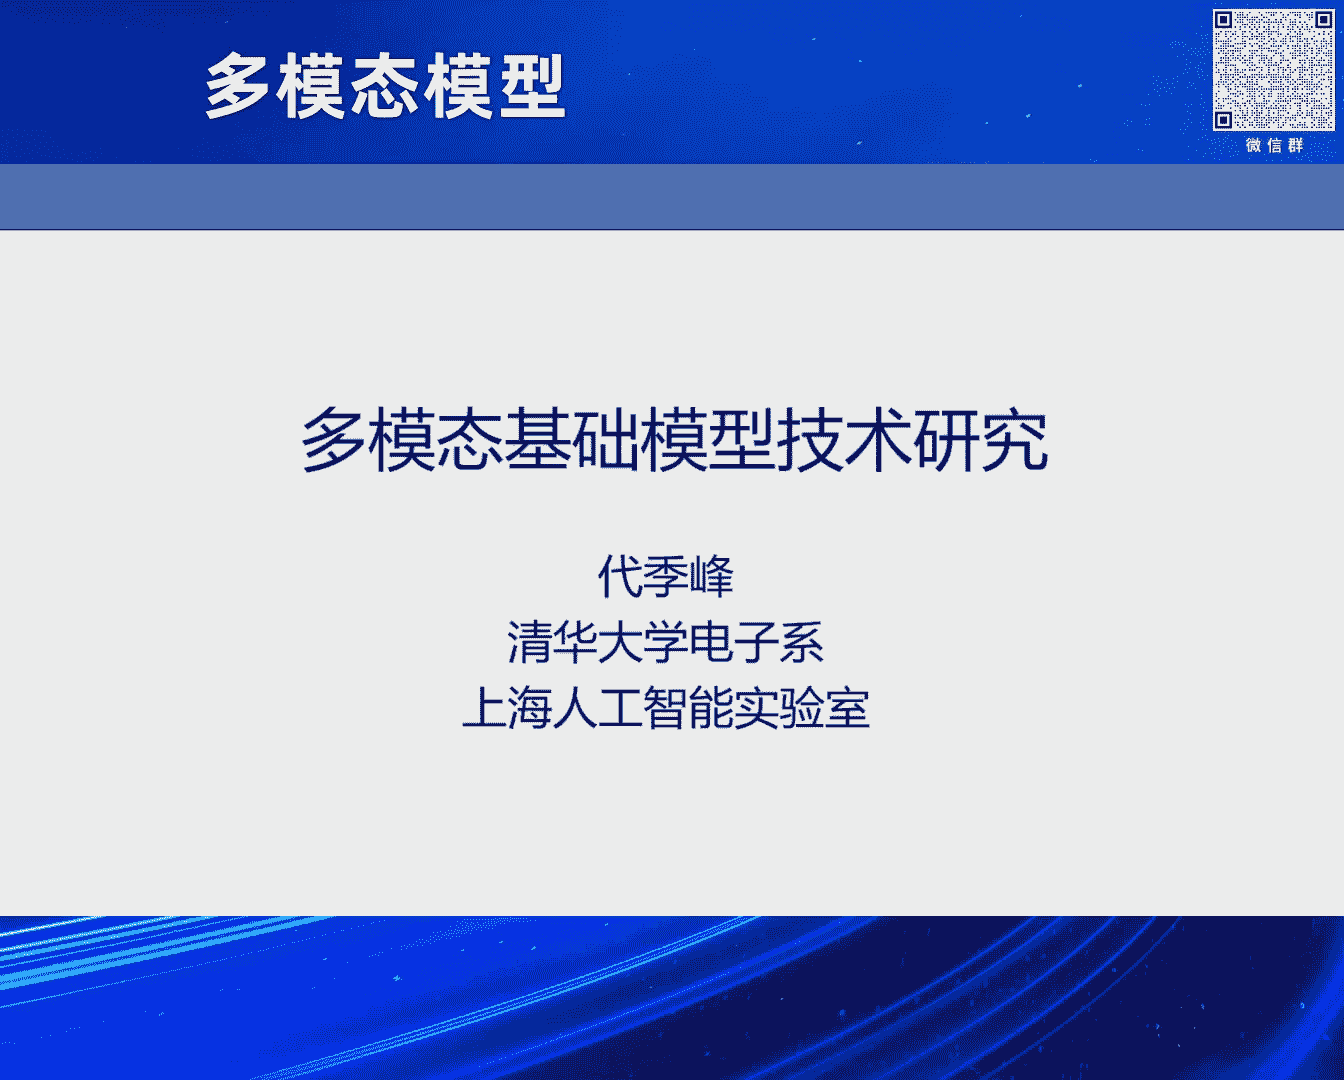 多模态模型
微信群
多模态基础模型技术研究
代季峰
清华大学电子系
上海人工智能实验室